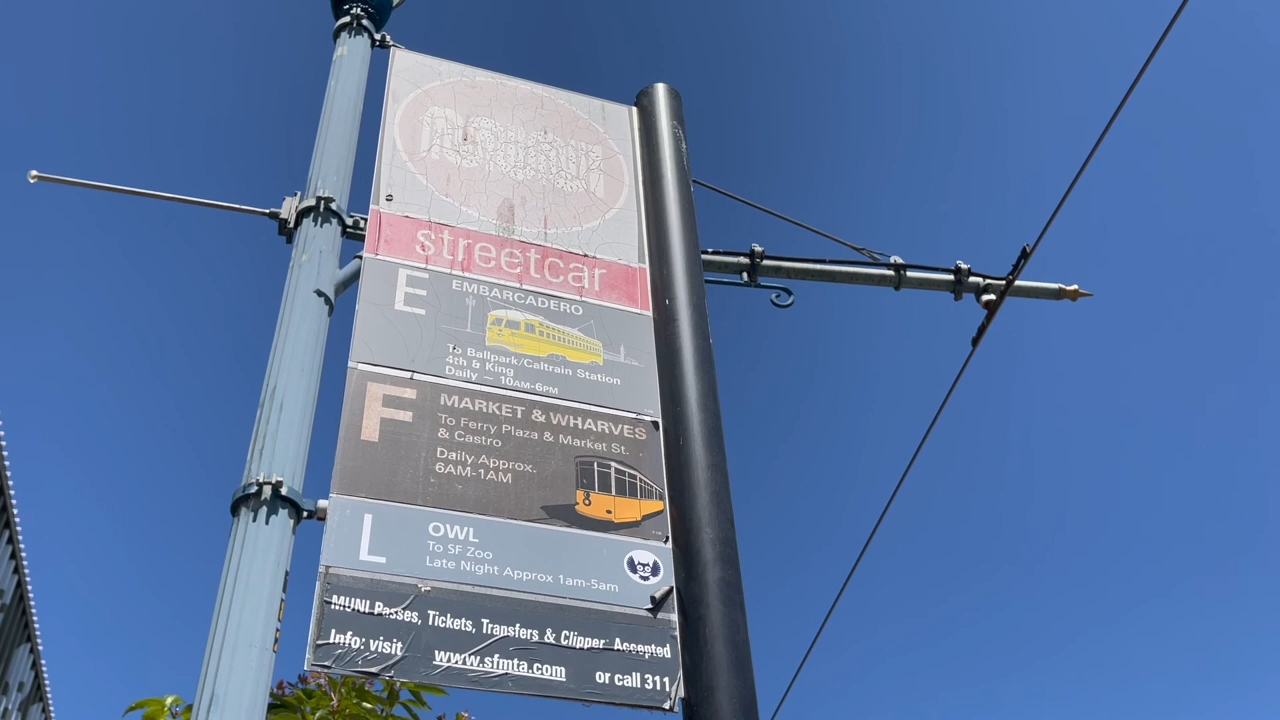 streetcar
E
EMBARCADERO
To Ballpark/Caltrain Station
4th & King
Daily – 10AM-6PM
F
MARKET & WHARVES
To Ferry Plaza & Market St.
& Castro
Daily Approx.
6AM-1AM
8
L
OWL
To SF Zoo
Late Night Approx 1am-5am
MUNI Passes, Tickets, Transfers & Clipper Accepted
Info: visit www.sfmta.com or call 311